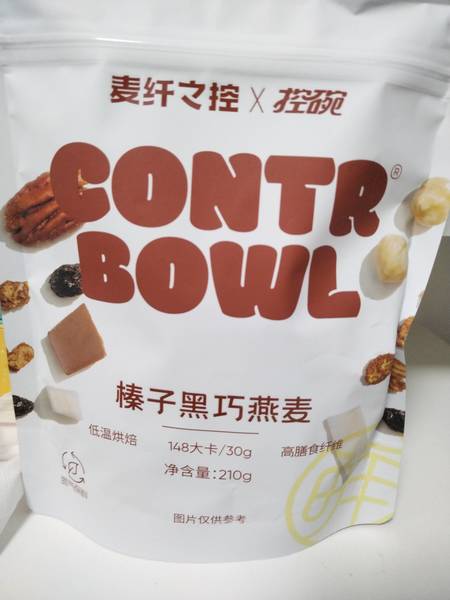 麦纤之控 X 控碗
CONTR®
BOWL
榛子黑巧燕麦
低温烘焙
148大卡/30g
高膳食纤维
净含量:210g
图片仅供参考